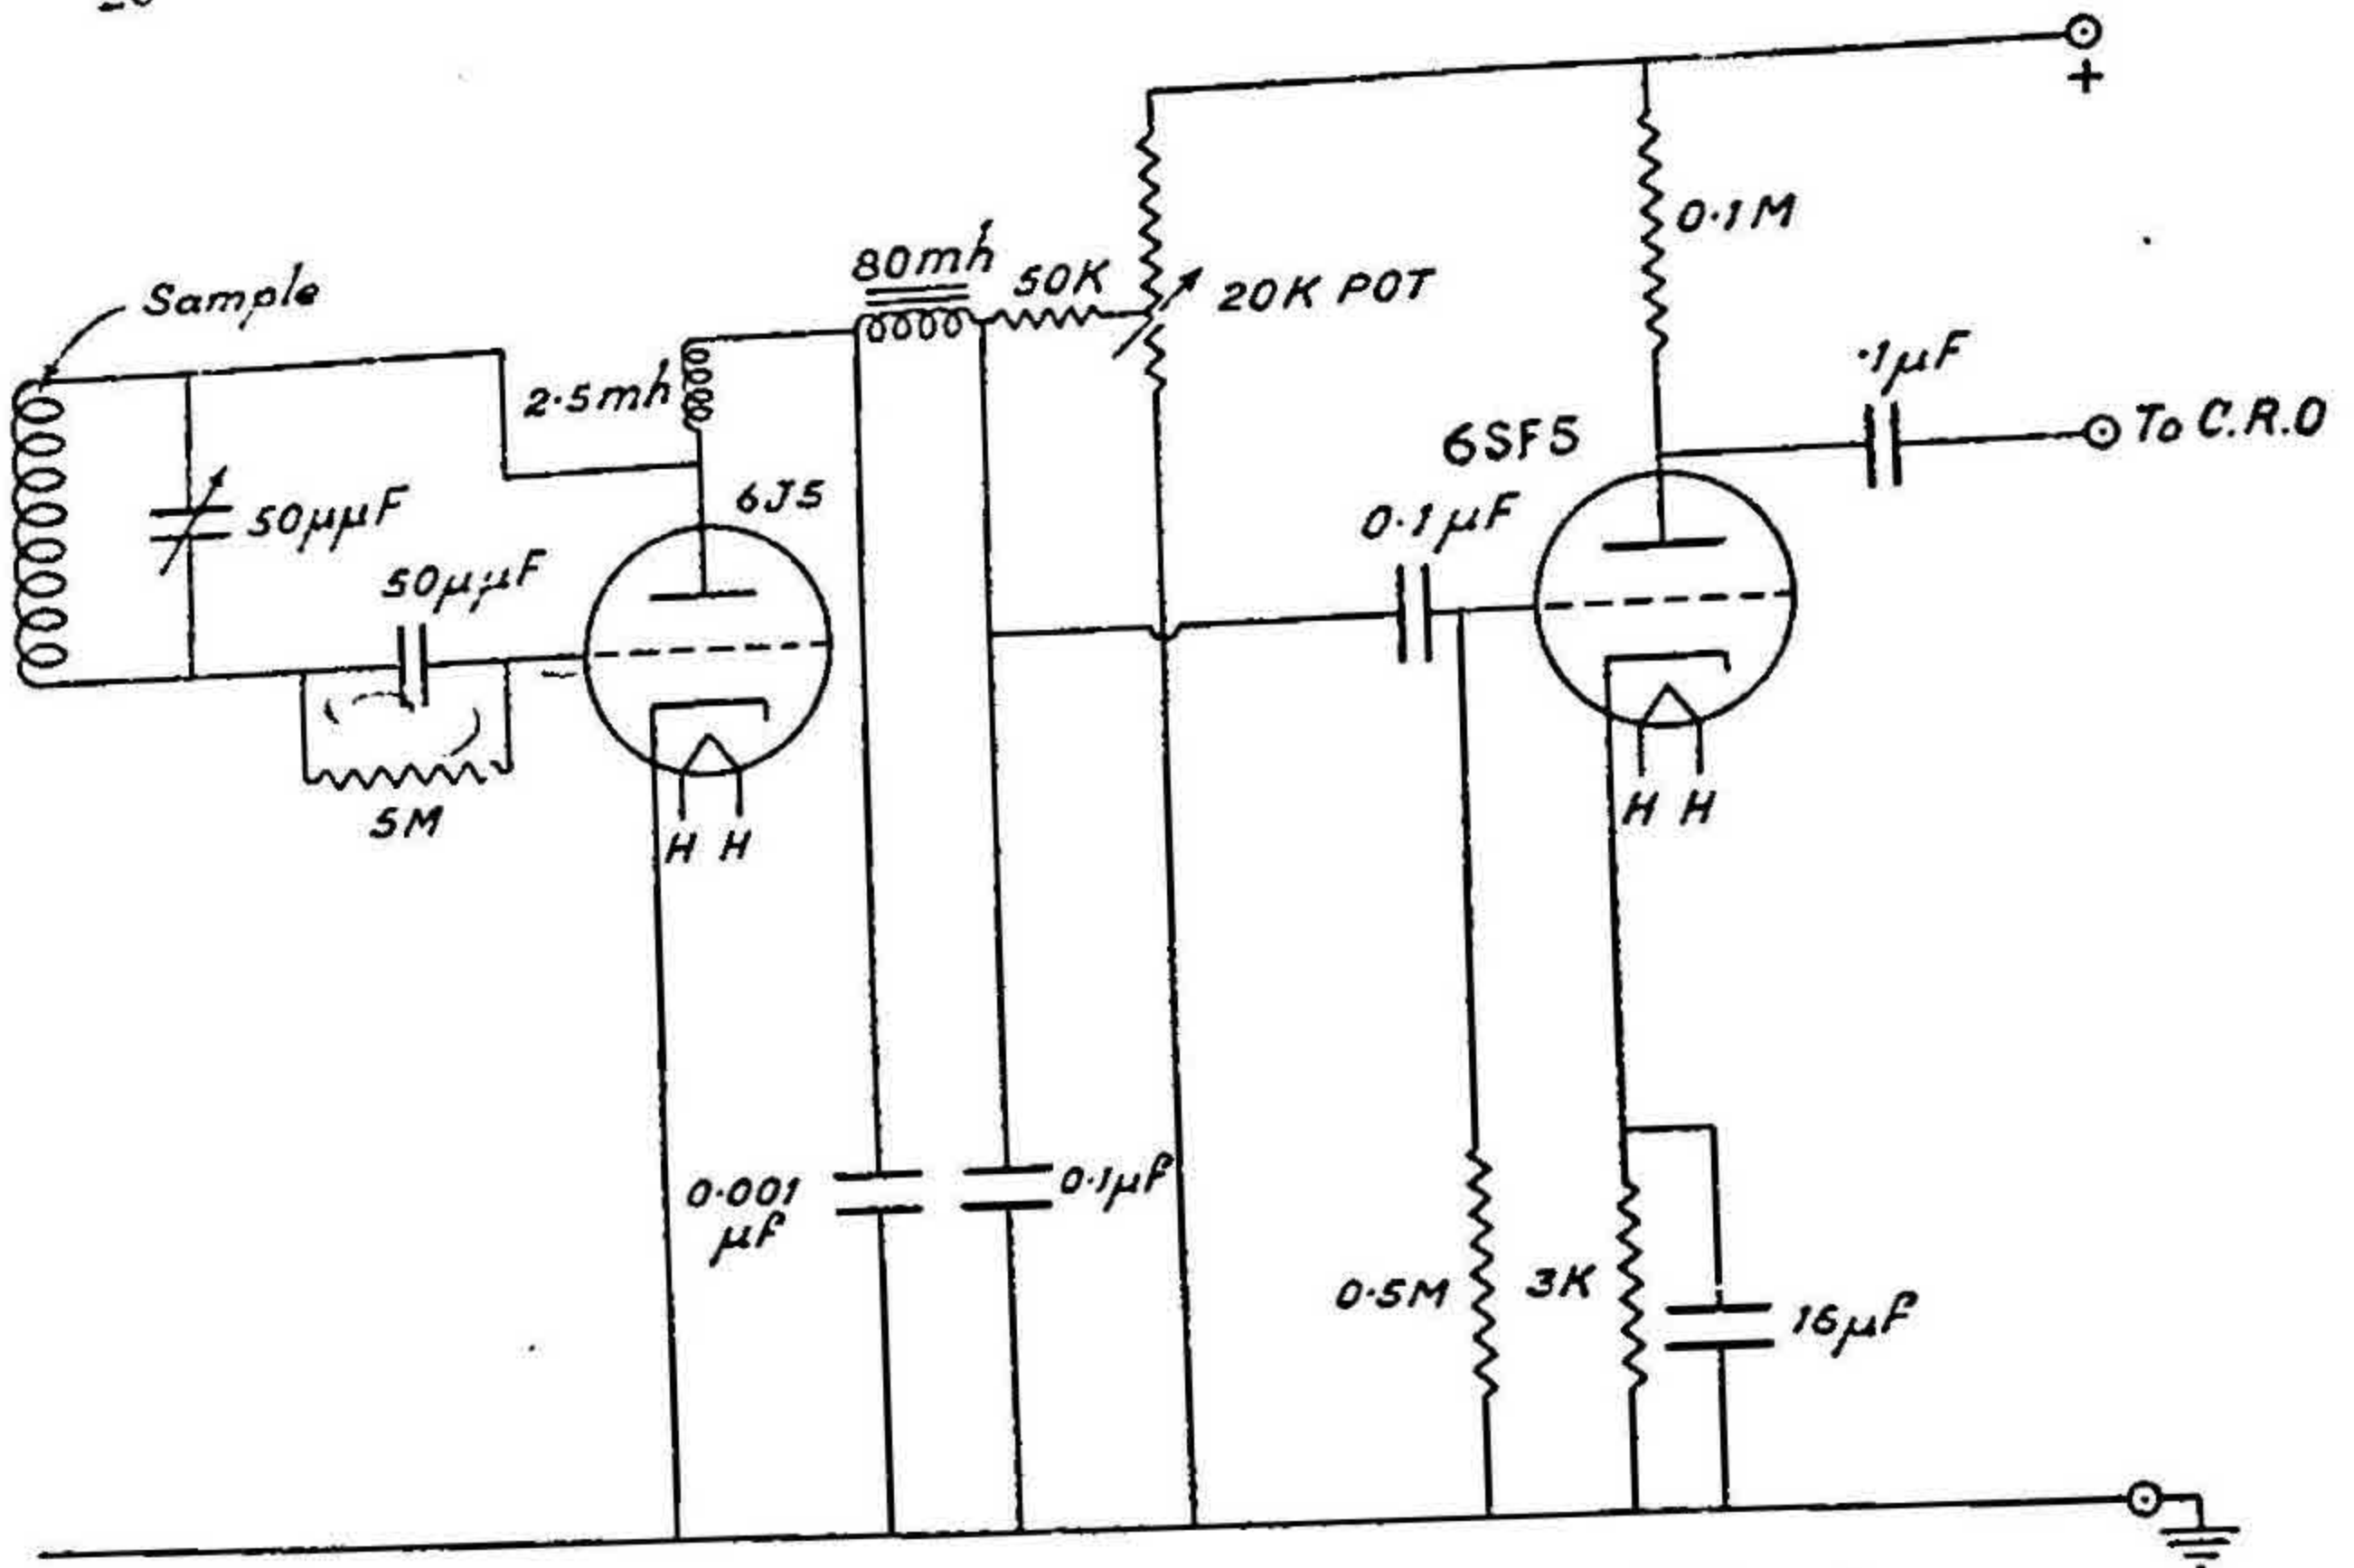 +
0.1M
80mh
50K
20K POT
Sample
2.5mh
.1µF
To C.R.O
6SF5
6J5
50µµF
0.1µF
50µµF
5M
H H
H H
0.001
µf
0.1µf
0.5M
3K
16µf